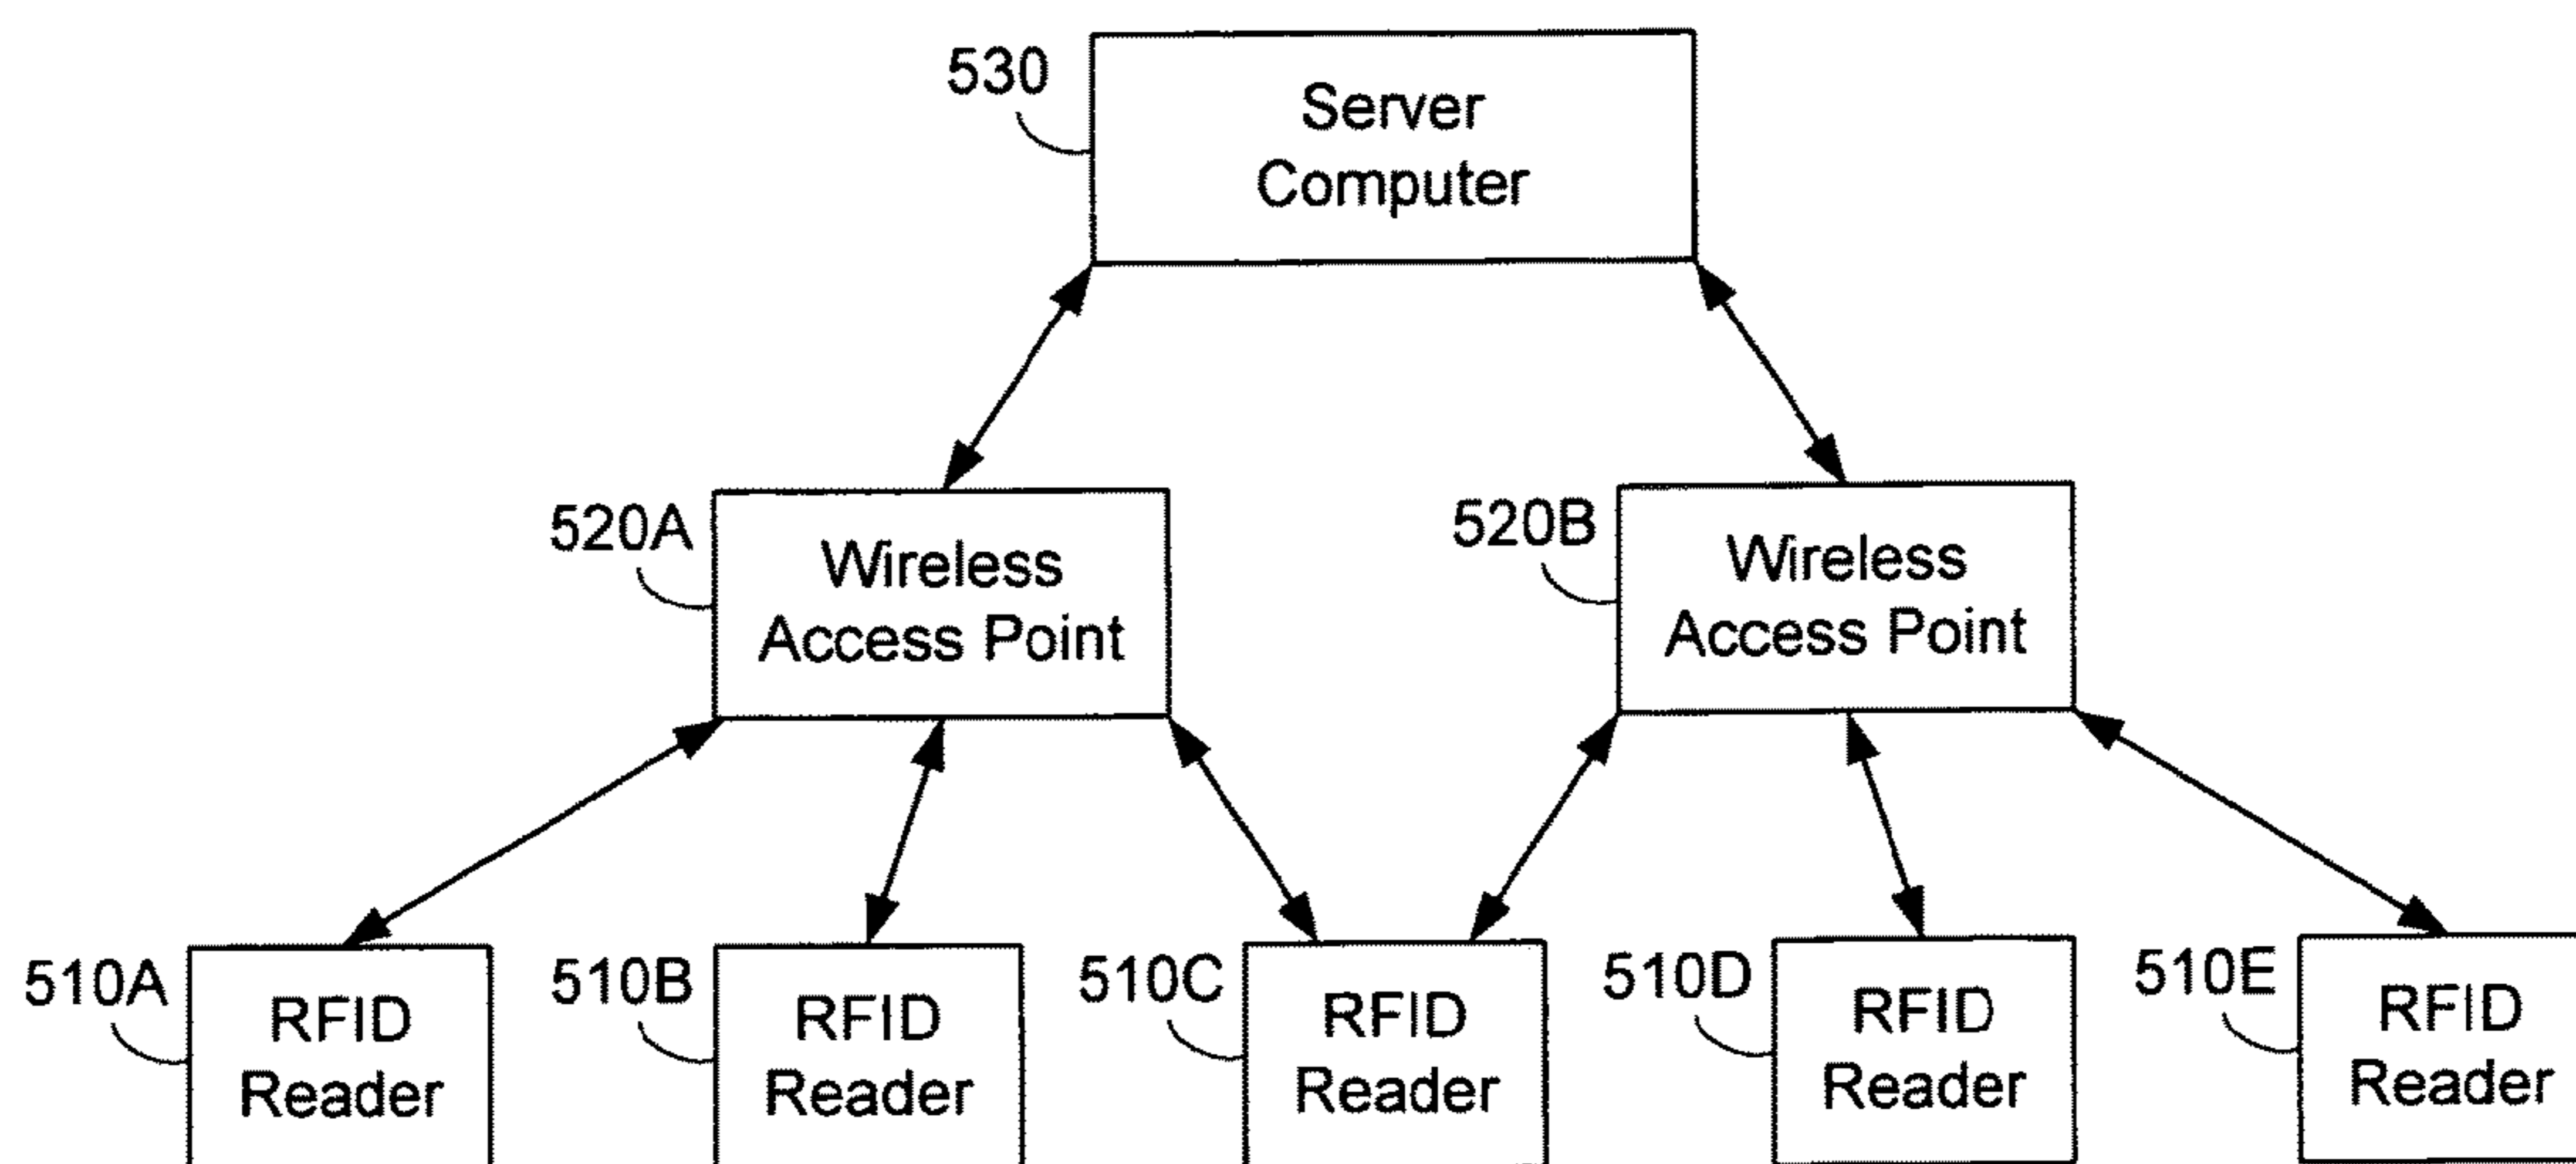 530
Server
Computer
520A
Wireless
Access Point
520B
Wireless
Access Point
510A
RFID
Reader
510B
RFID
Reader
510C
RFID
Reader
510D
RFID
Reader
510E
RFID
Reader